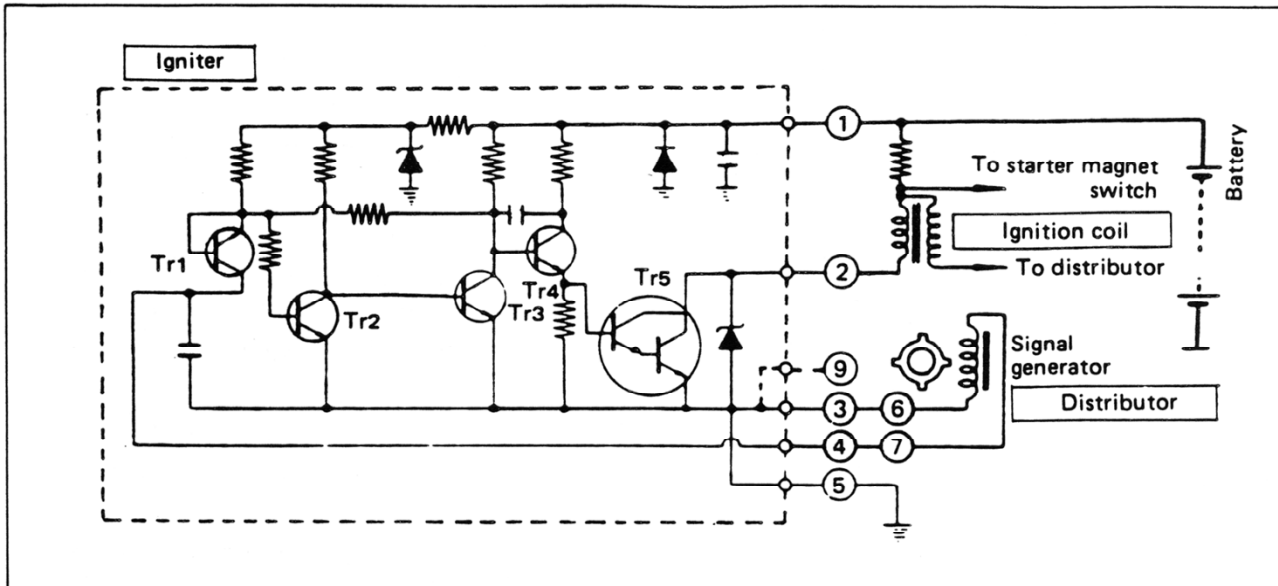 Igniter
1
To starter magnet
switch
Battery
Ignition coil
To distributor
2
Tr1
Tr2
Tr3
Tr4
Tr5
9
Signal
generator
3
6
Distributor
4
7
5